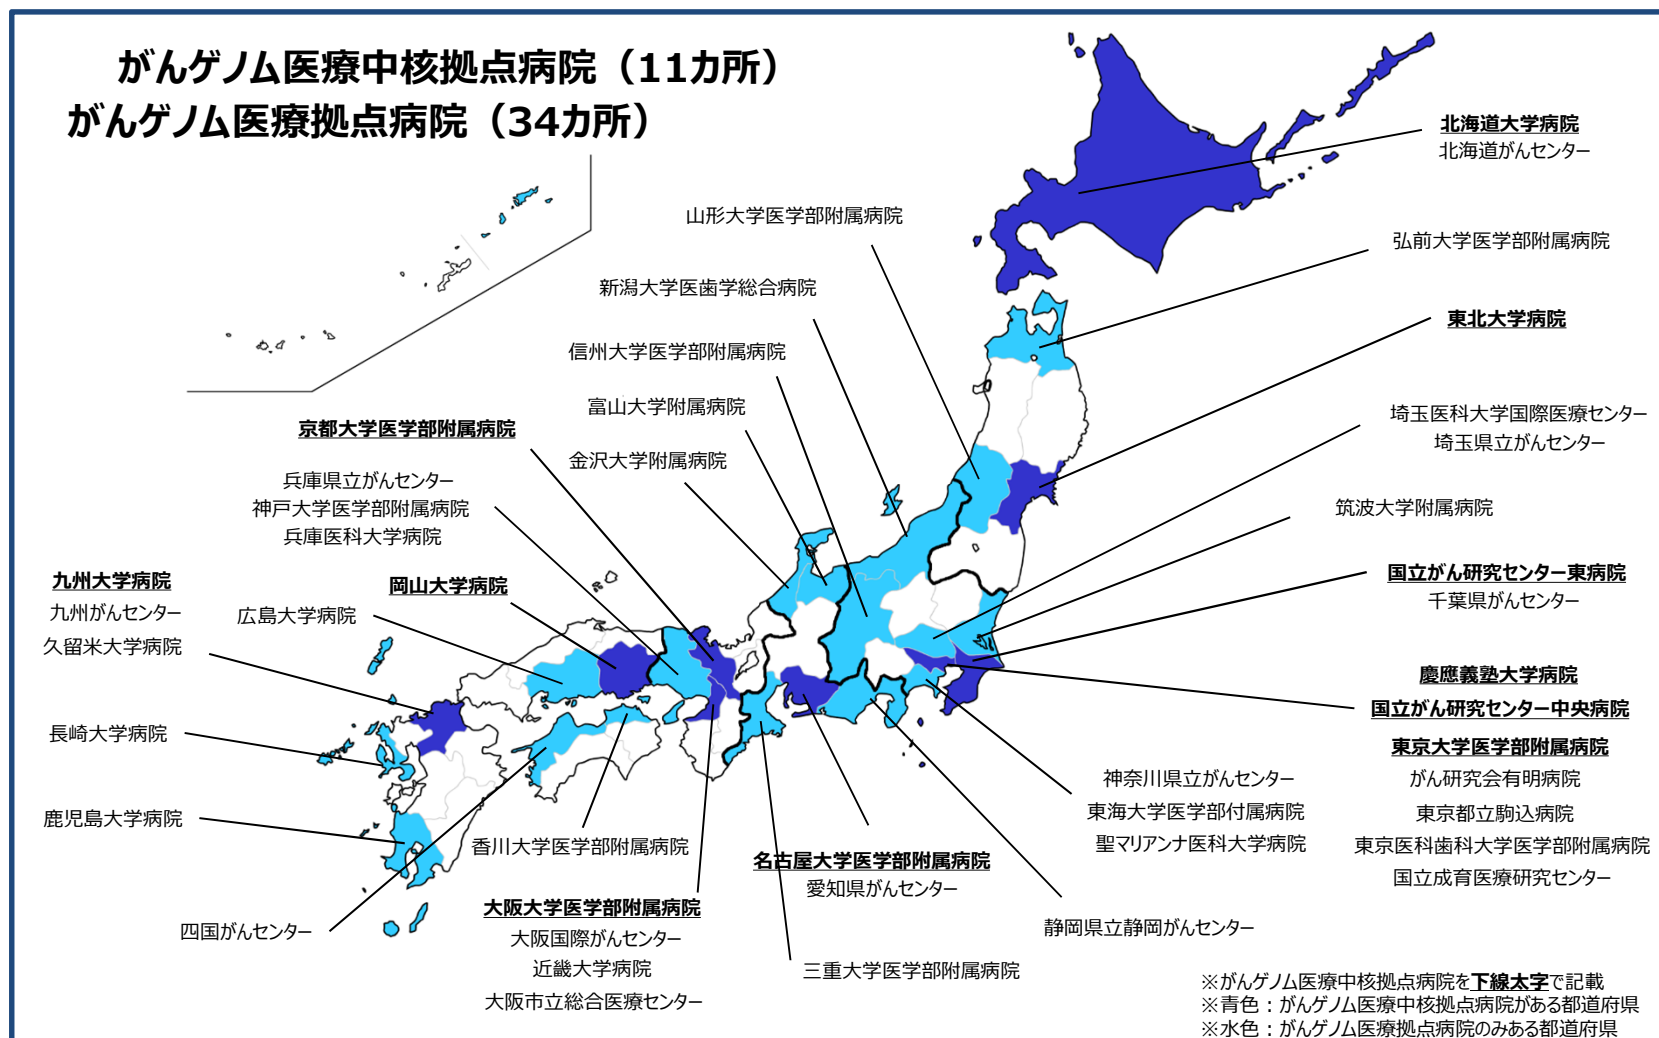 がんゲノム医療中核拠点病院（11カ所）
がんゲノム医療拠点病院（34カ所）
北海道大学病院
北海道がんセンター
山形大学医学部附属病院
弘前大学医学部附属病院
新潟大学医歯学総合病院
東北大学病院
信州大学医学部附属病院
富山大学附属病院
埼玉医科大学国際医療センター
埼玉県立がんセンター
京都大学医学部附属病院
金沢大学附属病院
兵庫県立がんセンター
神戸大学医学部附属病院
兵庫医科大学病院
筑波大学附属病院
九州大学病院
九州がんセンター
久留米大学病院
岡山大学病院
広島大学病院
国立がん研究センター東病院
千葉県がんセンター
慶應義塾大学病院
国立がん研究センター中央病院
東京大学医学部附属病院
がん研究会有明病院
東京都立駒込病院
東京医科歯科大学医学部附属病院
国立成育医療研究センター
長崎大学病院
鹿児島大学病院
神奈川県立がんセンター
東海大学医学部付属病院
聖マリアンナ医科大学病院
香川大学医学部附属病院
名古屋大学医学部附属病院
愛知県がんセンター
四国がんセンター
大阪大学医学部附属病院
大阪国際がんセンター
近畿大学病院
大阪市立総合医療センター
静岡県立静岡がんセンター
三重大学医学部附属病院
※がんゲノム医療中核拠点病院を下線太字で記載
※青色：がんゲノム医療中核拠点病院がある都道府県
※水色：がんゲノム医療拠点病院のみある都道府県